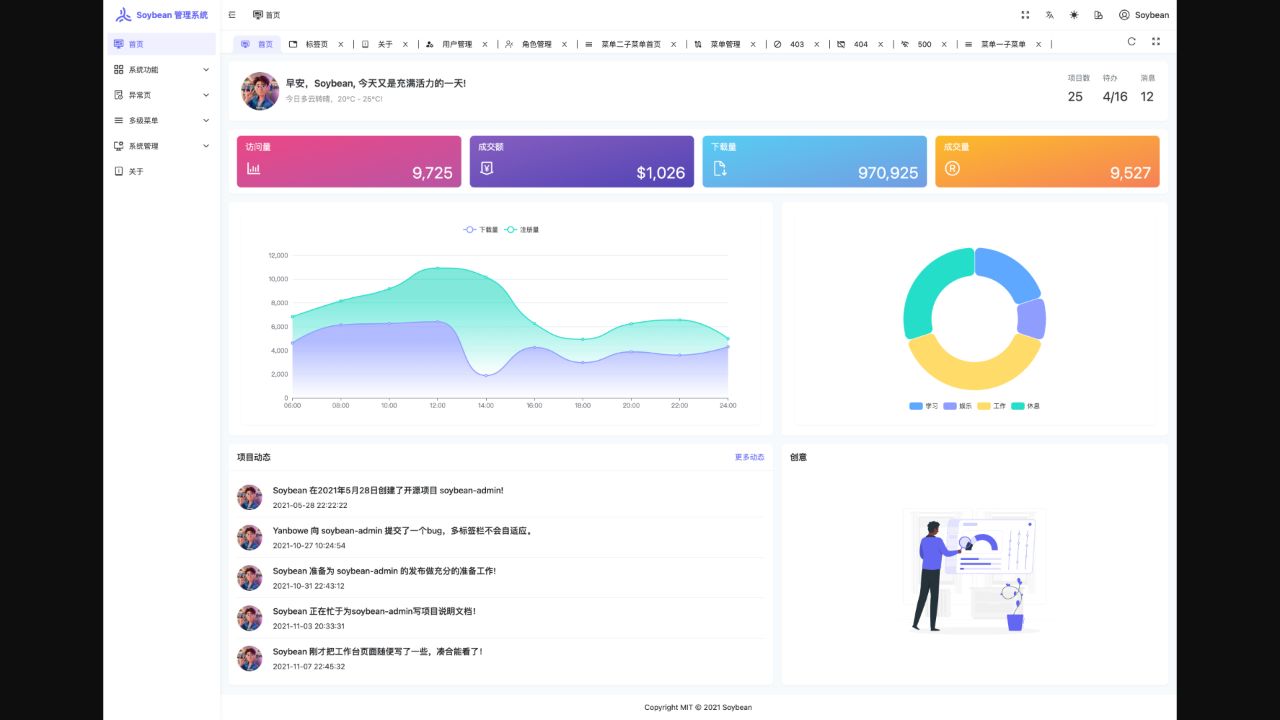 Soybean 管理系统
首页
Soybean
首页
系统功能
异常页
多级菜单
系统管理
关于
首页 标签页 关于 用户管理 角色管理 菜单二子菜单首页 菜单管理 403 404 500 菜单一子菜单
早安，Soybean, 今天又是充满活力的一天!
今日多云转晴，20℃ - 25℃!
项目数 待办 消息
25 4/16 12
访问量
9,725
成交额
$1,026
下载量
970,925
成交量
9,527
下载量 注册量
12,000
10,000
8,000
6,000
4,000
2,000
0
06:00 08:00 10:00 12:00 14:00 16:00 18:00 20:00 22:00 24:00
学习 娱乐 工作 休息
项目动态
更多动态
Soybean 在2021年5月28日创建了开源项目 soybean-admin!
2021-05-28 22:22:22
Yanbowe 向 soybean-admin 提交了一个bug，多标签栏不会自适应。
2021-10-27 10:24:54
Soybean 准备为 soybean-admin 的发布做充分的准备工作!
2021-10-31 22:43:12
Soybean 正在忙于为soybean-admin写项目说明文档!
2021-11-03 20:33:31
Soybean 刚才把工作台页面随便写了一些，凑合能看了!
2021-11-07 22:45:32
创意
Copyright MIT © 2021 Soybean